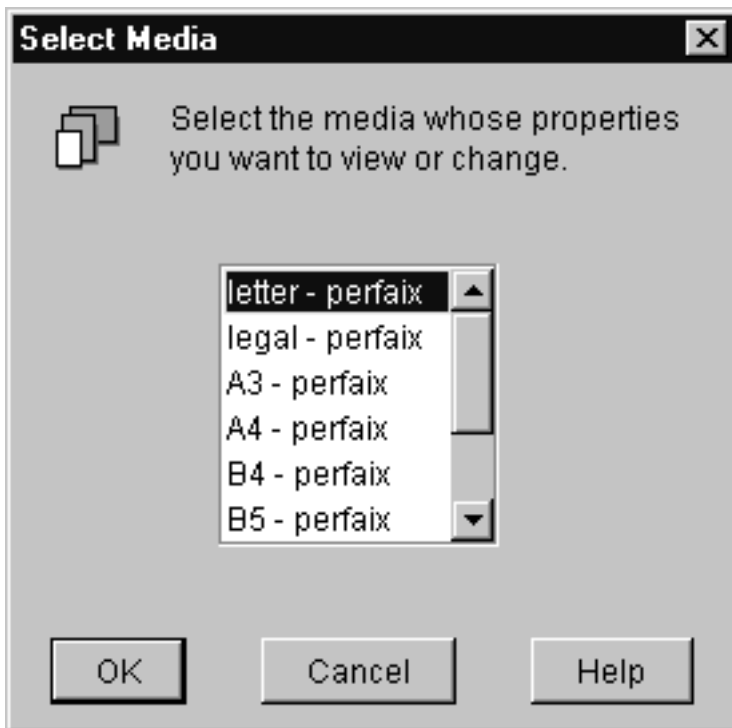 Select Media
Select the media whose properties
you want to view or change.
letter - perfaix
legal - perfaix
A3 - perfaix
A4 - perfaix
B4 - perfaix
B5 - perfaix
OK
Cancel
Help